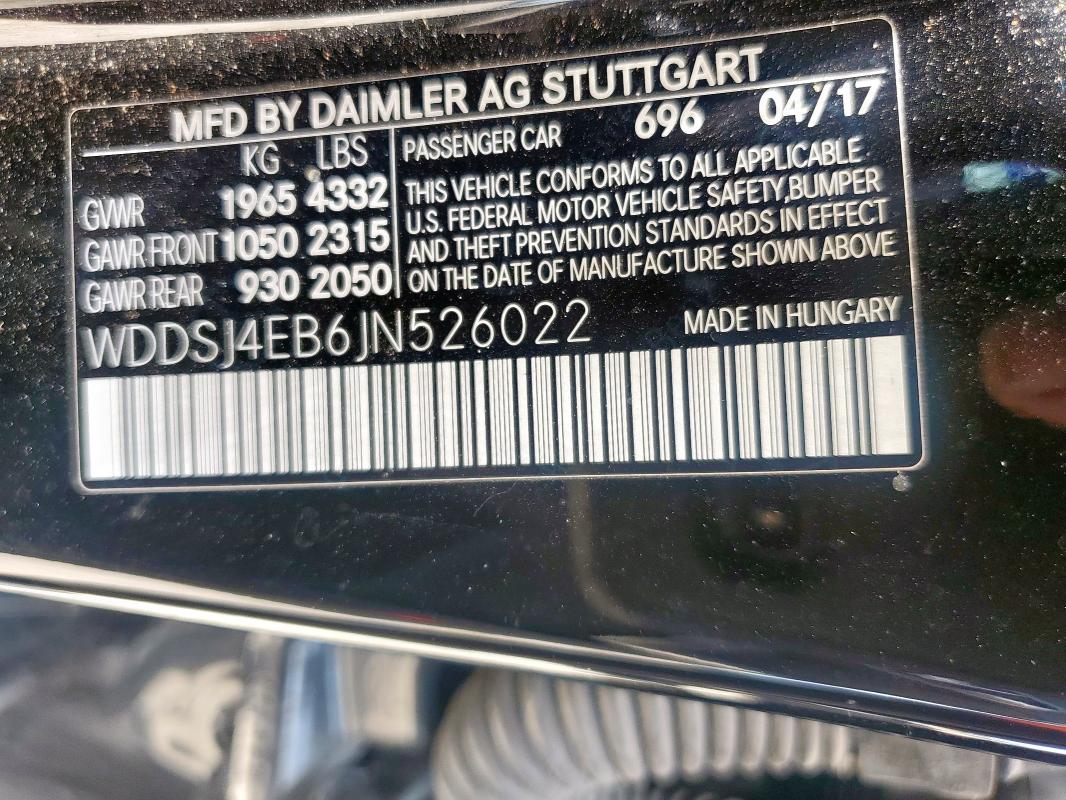 MFD BY DAIMLER AG STUTTGART
KG LBS
GVWR 1965 4332
GAWR FRONT 1050 2315
GAWR REAR 930 2050
PASSENGER CAR 696 04/17
THIS VEHICLE CONFORMS TO ALL APPLICABLE
U.S. FEDERAL MOTOR VEHICLE SAFETY,BUMPER
AND THEFT PREVENTION STANDARDS IN EFFECT
ON THE DATE OF MANUFACTURE SHOWN ABOVE
WDDSJ4EB6JN526022 MADE IN HUNGARY